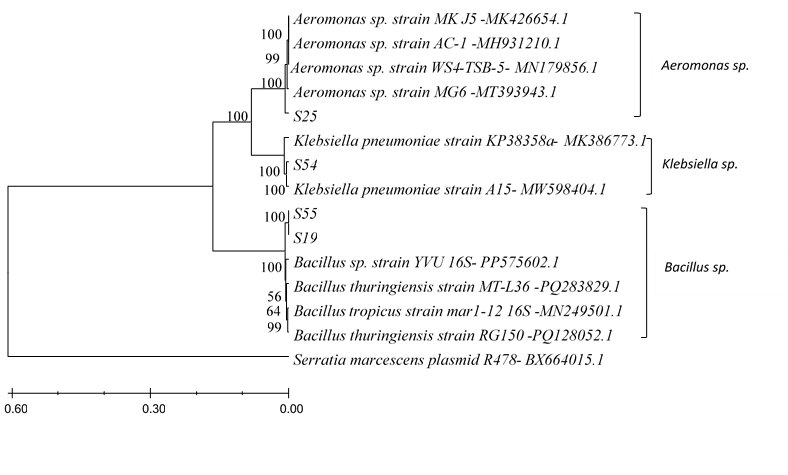 Aeromonas sp. strain MK J5 -MK426654.1
100
Aeromonas sp. strain AC-1 -MH931210.1
99
Aeromonas sp. strain WS4-TSB-5- MN179856.1
Aeromonas sp.
100
Aeromonas sp. strain MG6 -MT393943.1
100
S25
Klebsiella pneumoniae strain KP38358a- MK386773.1
S54
Klebsiella sp.
100
100
Klebsiella pneumoniae strain A15- MW598404.1
100
S55
S19
Bacillus sp. strain YVU 16S- PP575602.1
Bacillus sp.
100
Bacillus thuringiensis strain MT-L36 -PQ283829.1
56
Bacillus tropicus strain mar1-12 16S -MN249501.1
64
99
Bacillus thuringiensis strain RG150 -PQ128052.1
Serratia marcescens plasmid R478- BX664015.1
0.60 0.30 0.00